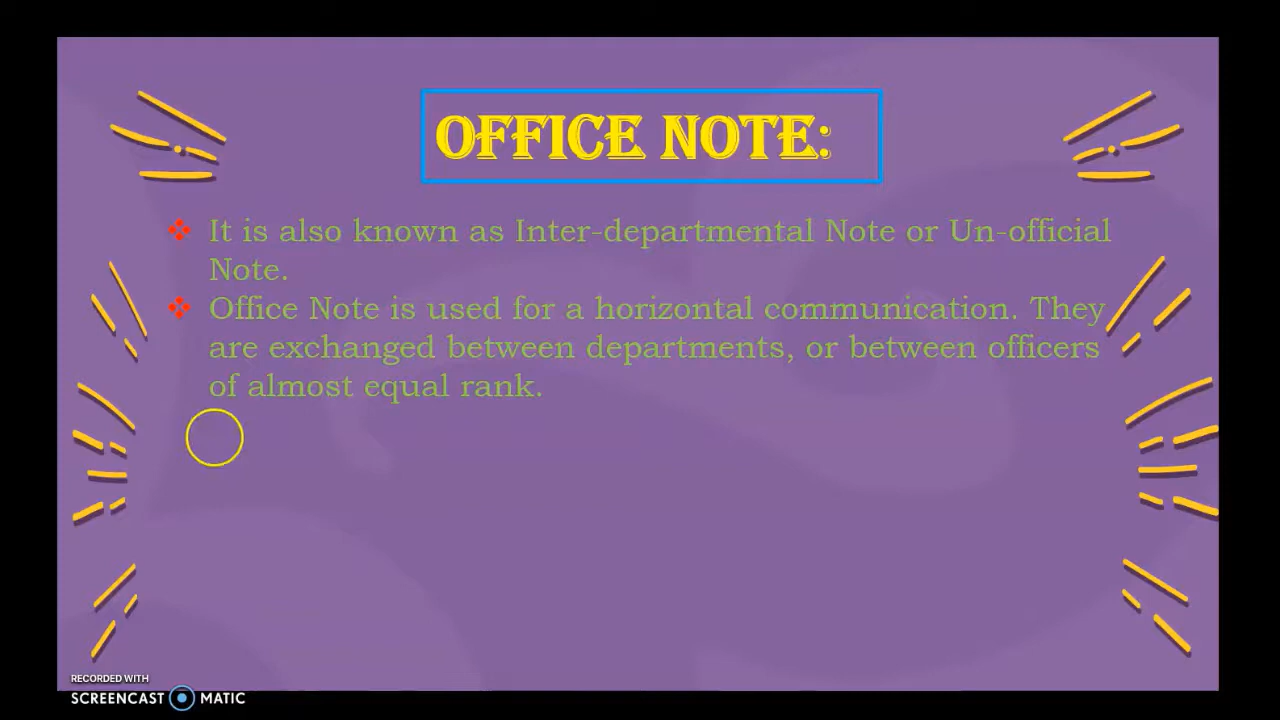 OFFICE NOTE:
It is also known as Inter-departmental Note or Un-official
Note.
Office Note is used for a horizontal communication. They
are exchanged between departments, or between officers
of almost equal rank.
RECORDED WITH
SCREENCAST MATIC